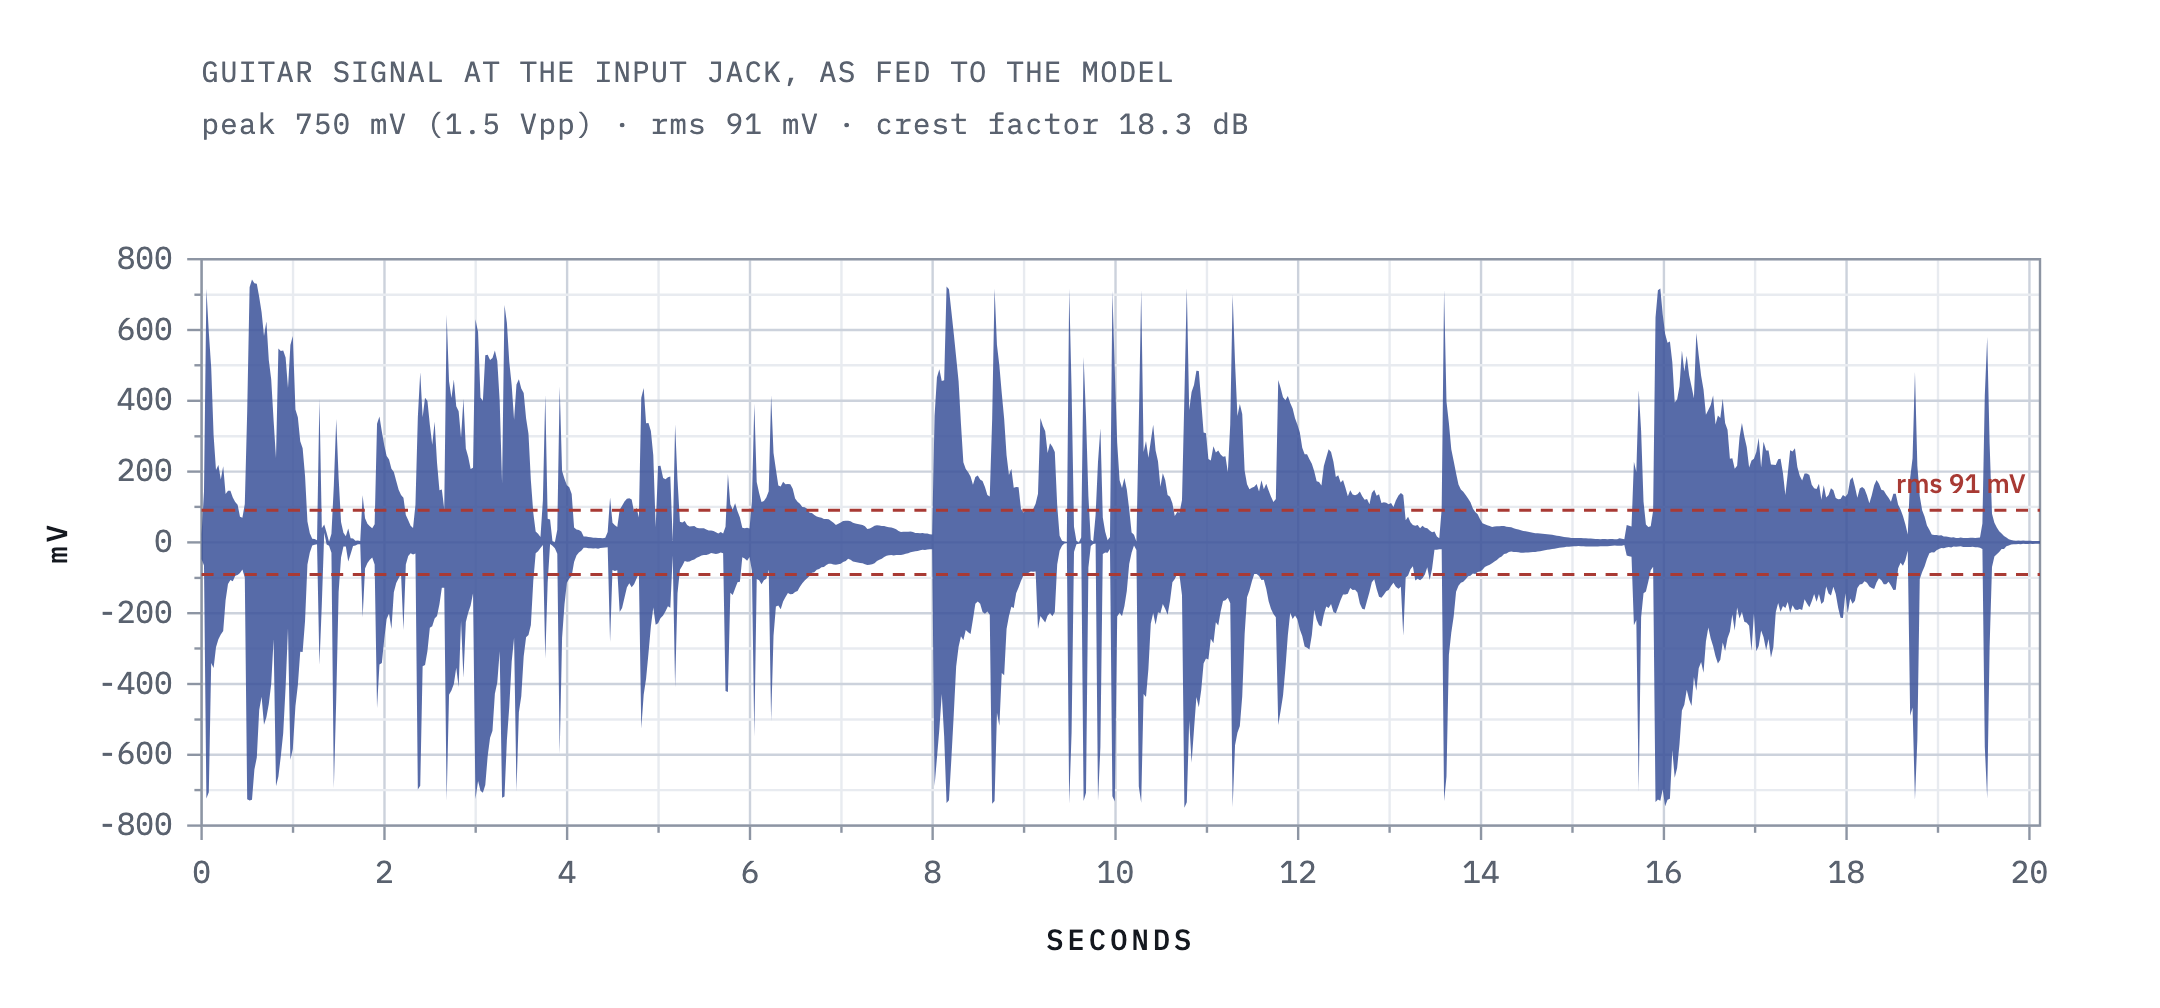 GUITAR SIGNAL AT THE INPUT JACK, AS FED TO THE MODEL
peak 750 mV (1.5 Vpp) · rms 91 mV · crest factor 18.3 dB
800
600
400
200
0
-200
-400
-600
-800
mV
rms 91 mV
0 2 4 6 8 10 12 14 16 18 20
SECONDS